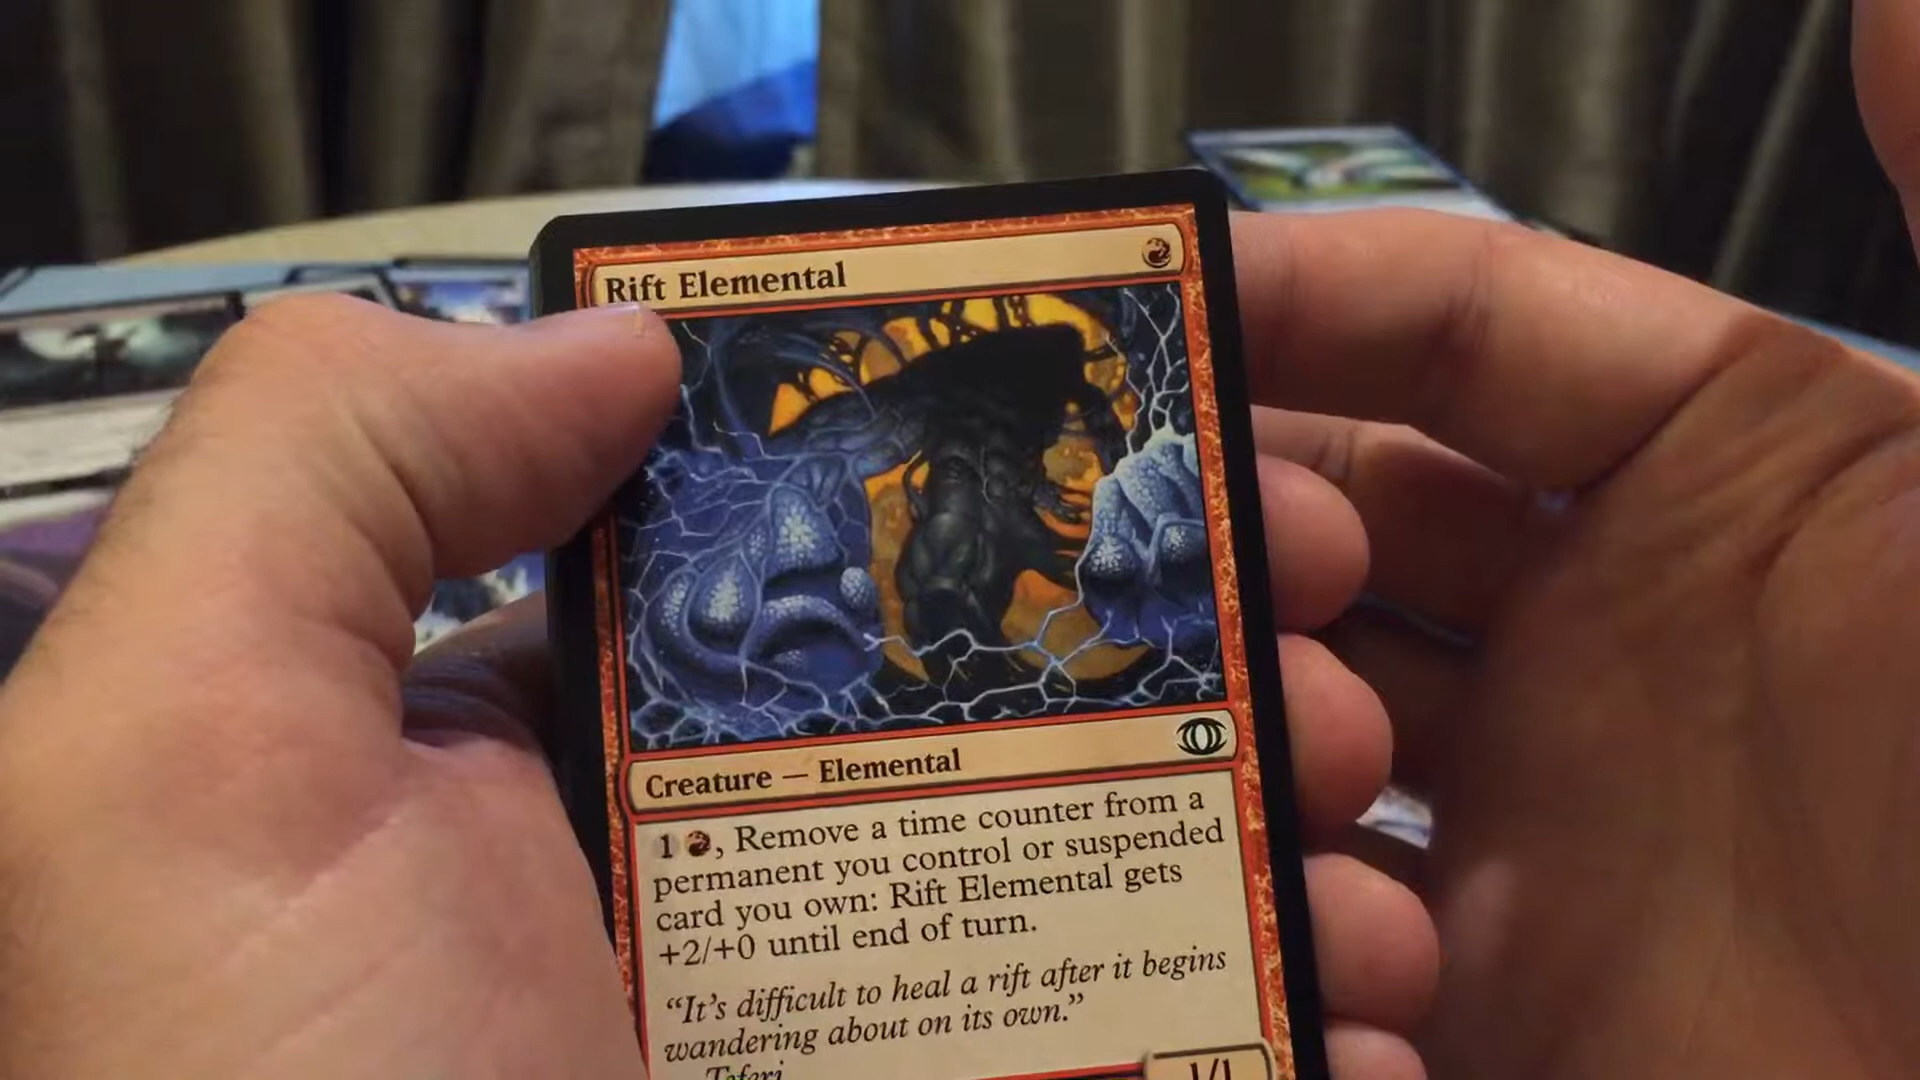 Rift Elemental
Creature — Elemental
1 , Remove a time counter from a
permanent you control or suspended
card you own: Rift Elemental gets
+2/+0 until end of turn.
"It's difficult to heal a rift after it begins
wandering about on its own."
Teferi
1/1